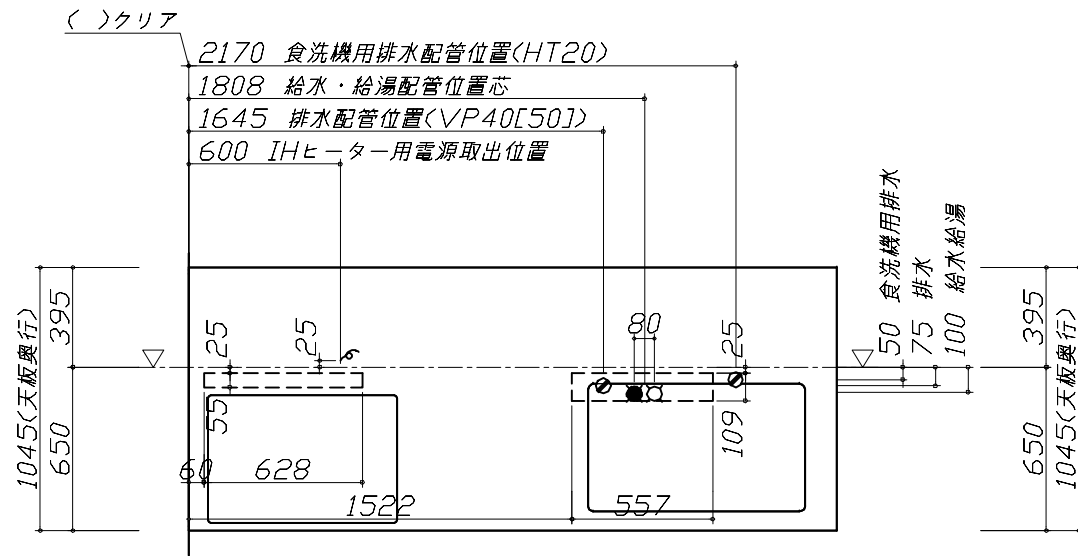 ( )クリア
2170 食洗機用排水配管位置(HT20)
1808 給水・給湯配管位置芯
1645 排水配管位置(VP40[50])
600 IHヒーター用電源取出位置
50 食洗機用排水
75 排水
100 給水給湯
1045(天板奥行)
395
650
25
25
80
25
395
650
1045(天板奥行)
55
109
60
628
1522
557